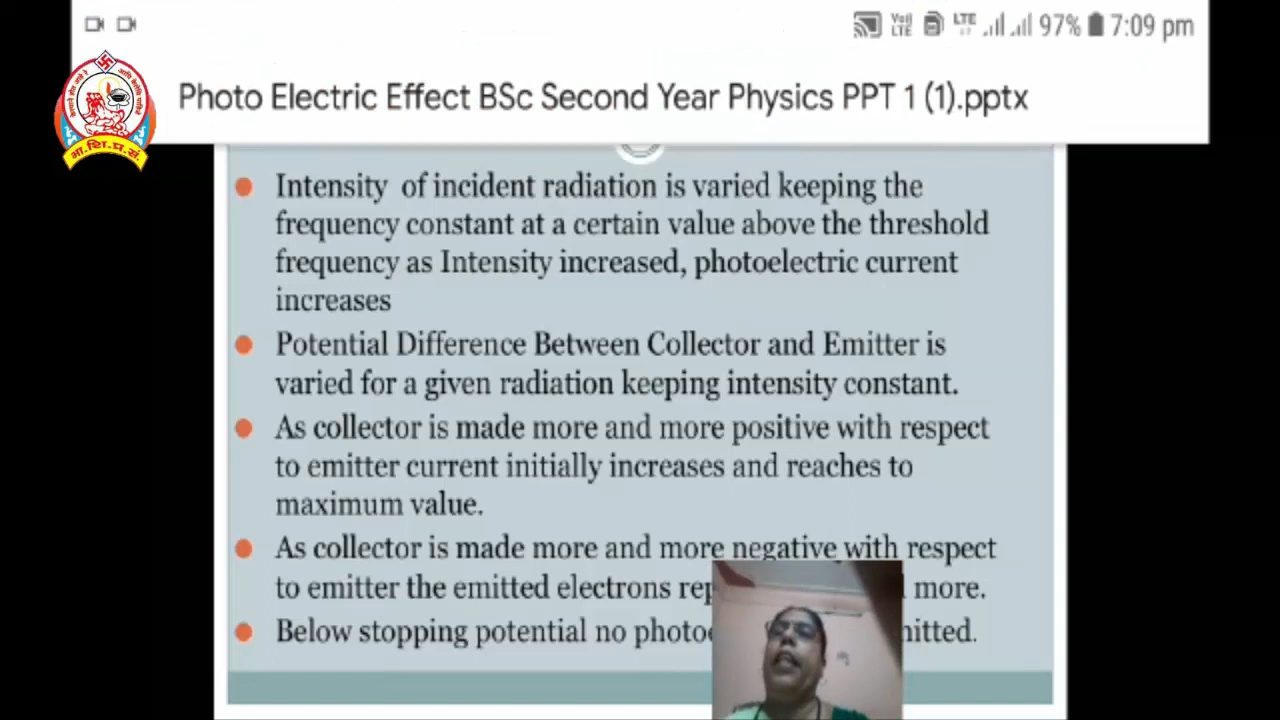 Vo))
LTE
LTE
97%
7:09 pm
Photo Electric Effect BSc Second Year Physics PPT 1 (1).pptx
भा.शि.प्र.सं.
Intensity of incident radiation is varied keeping the
frequency constant at a certain value above the threshold
frequency as Intensity increased, photoelectric current
increases
Potential Difference Between Collector and Emitter is
varied for a given radiation keeping intensity constant.
As collector is made more and more positive with respect
to emitter current initially increases and reaches to
maximum value.
As collector is made more and more negative with respect
to emitter the emitted electrons more.
Below stopping potential no